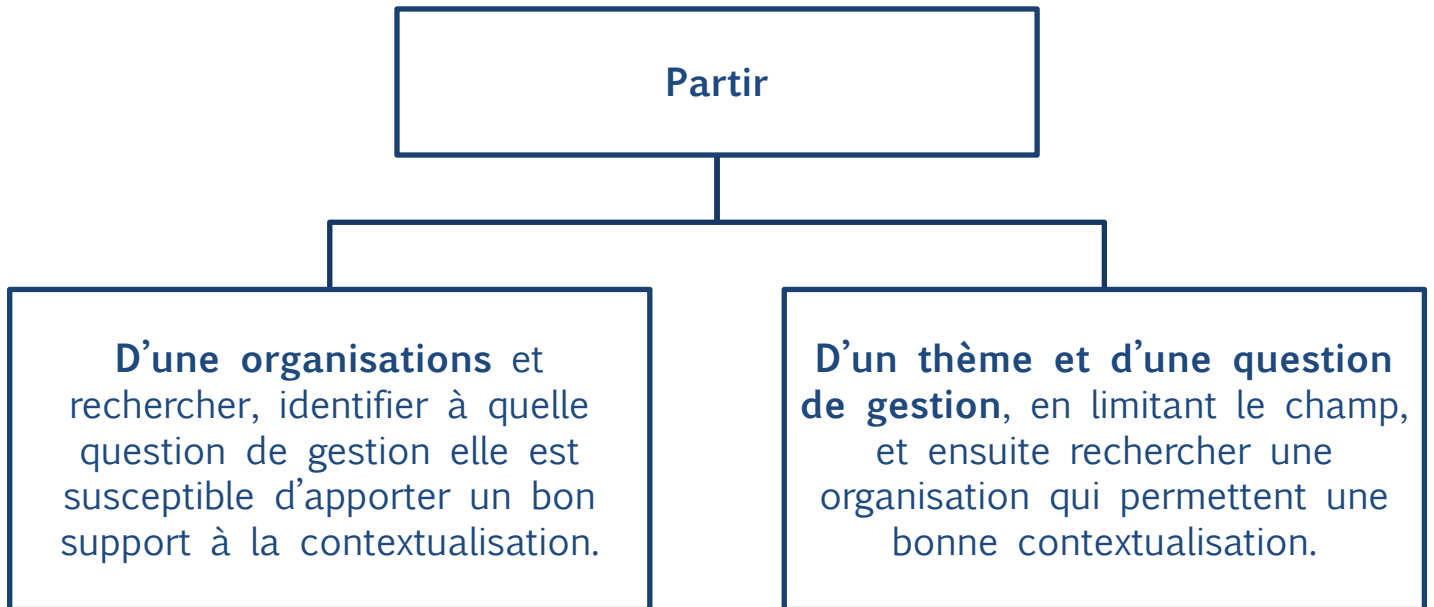 Partir
D’une organisations et
rechercher, identifier à quelle
question de gestion elle est
susceptible d’apporter un bon
support à la contextualisation.
D’un thème et d’une question
de gestion, en limitant le champ,
et ensuite rechercher une
organisation qui permettent une
bonne contextualisation.